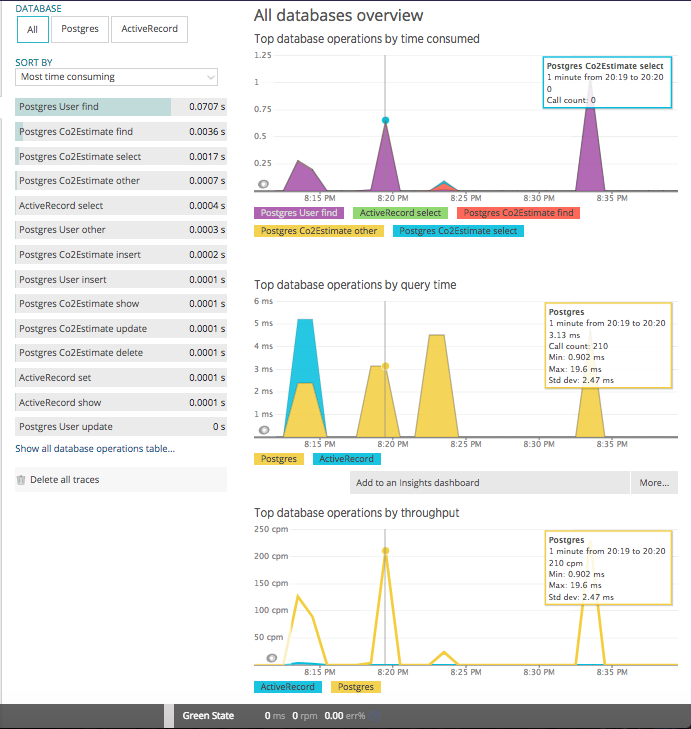 DATABASE
All
Postgres
ActiveRecord
SORT BY
Most time consuming
Postgres User find 0.0707 s
Postgres Co2Estimate find 0.0036 s
Postgres Co2Estimate select 0.0017 s
Postgres Co2Estimate other 0.0007 s
ActiveRecord select 0.0004 s
Postgres User other 0.0003 s
Postgres Co2Estimate insert 0.0002 s
Postgres User insert 0.0001 s
Postgres Co2Estimate show 0.0001 s
Postgres Co2Estimate update 0.0001 s
Postgres Co2Estimate delete 0.0001 s
ActiveRecord set 0.0001 s
ActiveRecord show 0.0001 s
Postgres User update 0 s
Show all database operations table...
Delete all traces
All databases overview
Top database operations by time consumed
1.25
1
0.75
0.5
0.25
Postgres Co2Estimate select
1 minute from 20:19 to 20:20
0
Call count: 0
8:15 PM 8:20 PM 8:25 PM 8:30 PM 8:35 PM
Postgres User find ActiveRecord select Postgres Co2Estimate find
Postgres Co2Estimate other Postgres Co2Estimate select
Top database operations by query time
6 ms
5 ms
4 ms
3 ms
2 ms
1 ms
Postgres
1 minute from 20:19 to 20:20
3.13 ms
Call count: 210
Min: 0.902 ms
Max: 19.6 ms
Std dev: 2.47 ms
8:15 PM 8:20 PM 8:25 PM 8:30 PM 8:35 PM
Postgres ActiveRecord
Add to an Insights dashboard More...
Top database operations by throughput
250 cpm
200 cpm
150 cpm
100 cpm
50 cpm
Postgres
1 minute from 20:19 to 20:20
210 cpm
Min: 0.902 ms
Max: 19.6 ms
Std dev: 2.47 ms
8:15 PM 8:20 PM 8:25 PM 8:30 PM 8:35 PM
ActiveRecord Postgres
Green State 0 ms 0 rpm 0.00 err%